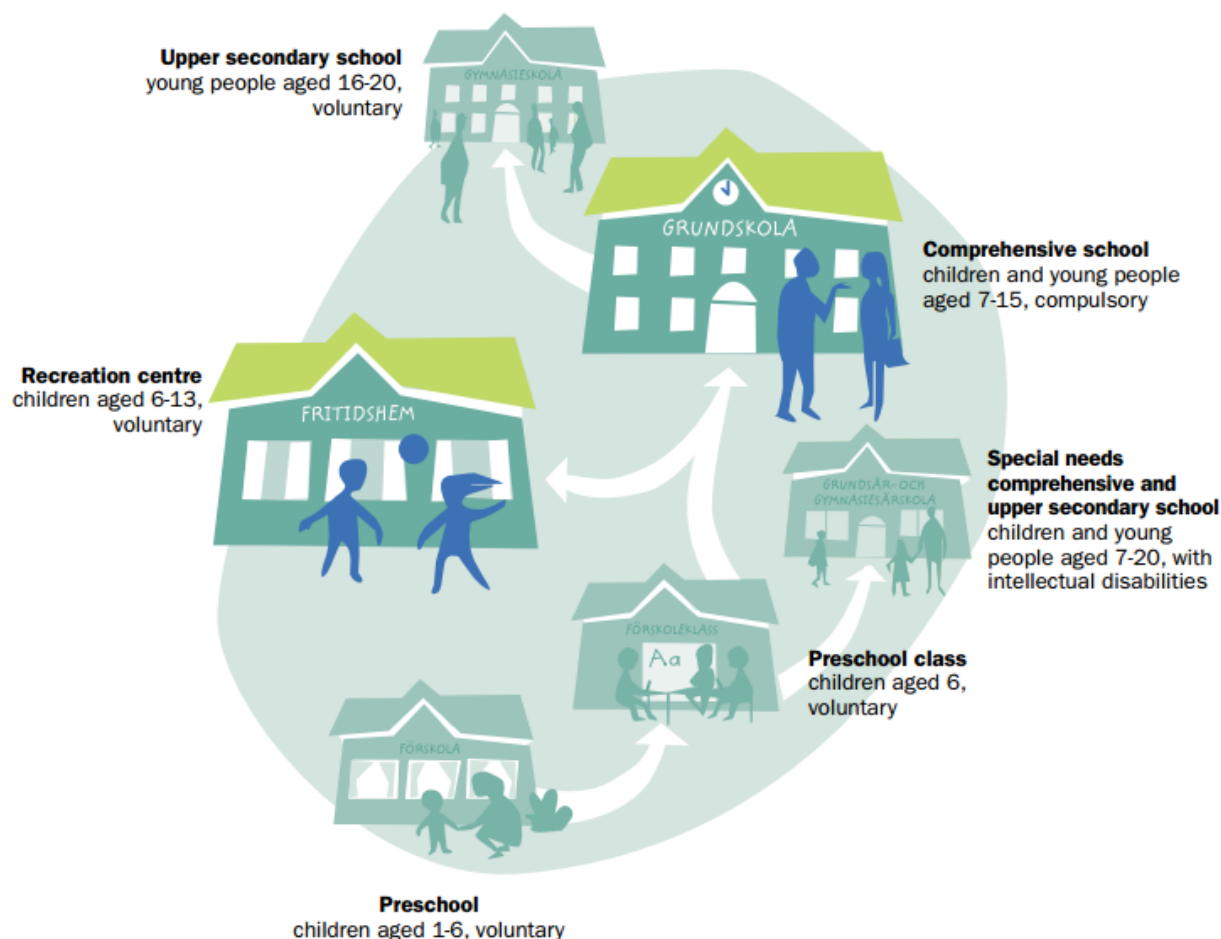 Upper secondary school
young people aged 16-20,
voluntary
GYMNASIESKOLA
GRUNDSKOLA
Comprehensive school
children and young people
aged 7-15, compulsory
Recreation centre
children aged 6-13,
voluntary
FRITIDSHEM
GRUNDSÄR- OCH
GYMNASIESÄRSKOLA
Special needs
comprehensive and
upper secondary school
children and young
people aged 7-20, with
intellectual disabilities
FÖRSKOLEKLASS
Aa
Preschool class
children aged 6,
voluntary
FÖRSKOLA
Preschool
children aged 1-6, voluntary